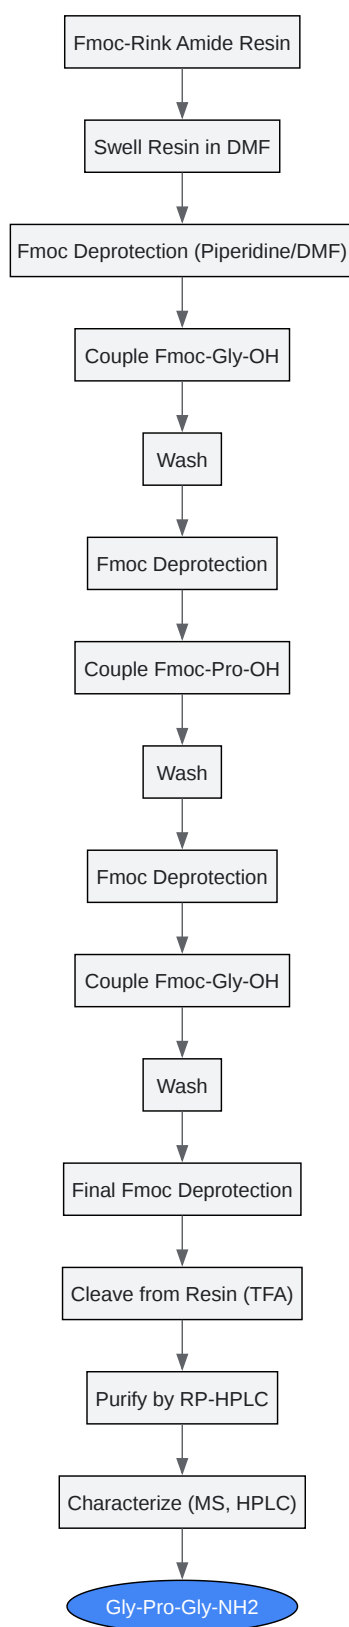 Fmoc-Rink Amide Resin
Swell Resin in DMF
Fmoc Deprotection (Piperidine/DMF)
Couple Fmoc-Gly-OH
Wash
Fmoc Deprotection
Couple Fmoc-Pro-OH
Wash
Fmoc Deprotection
Couple Fmoc-Gly-OH
Wash
Final Fmoc Deprotection
Cleave from Resin (TFA)
Purify by RP-HPLC
Characterize (MS, HPLC)
Gly-Pro-Gly-NH2